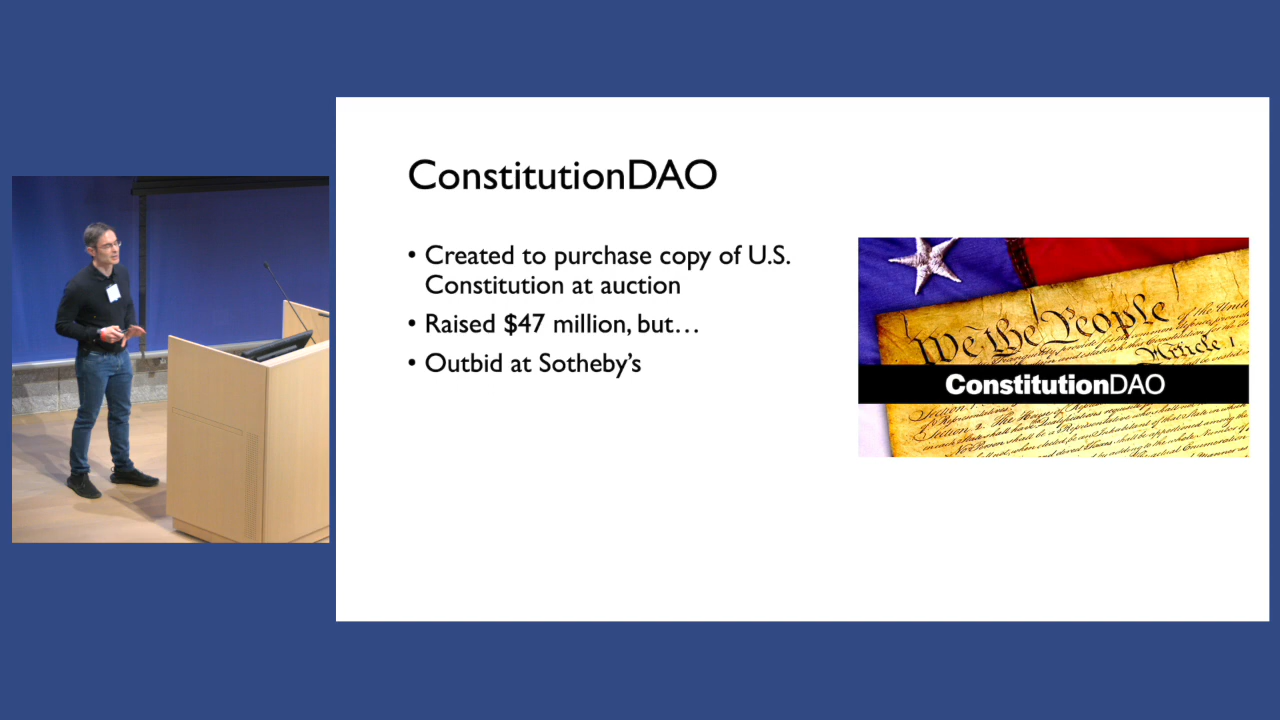 ConstitutionDAO
• Created to purchase copy of U.S.
Constitution at auction
• Raised $47 million, but…
• Outbid at Sotheby's
We the People
Article 1
ConstitutionDAO